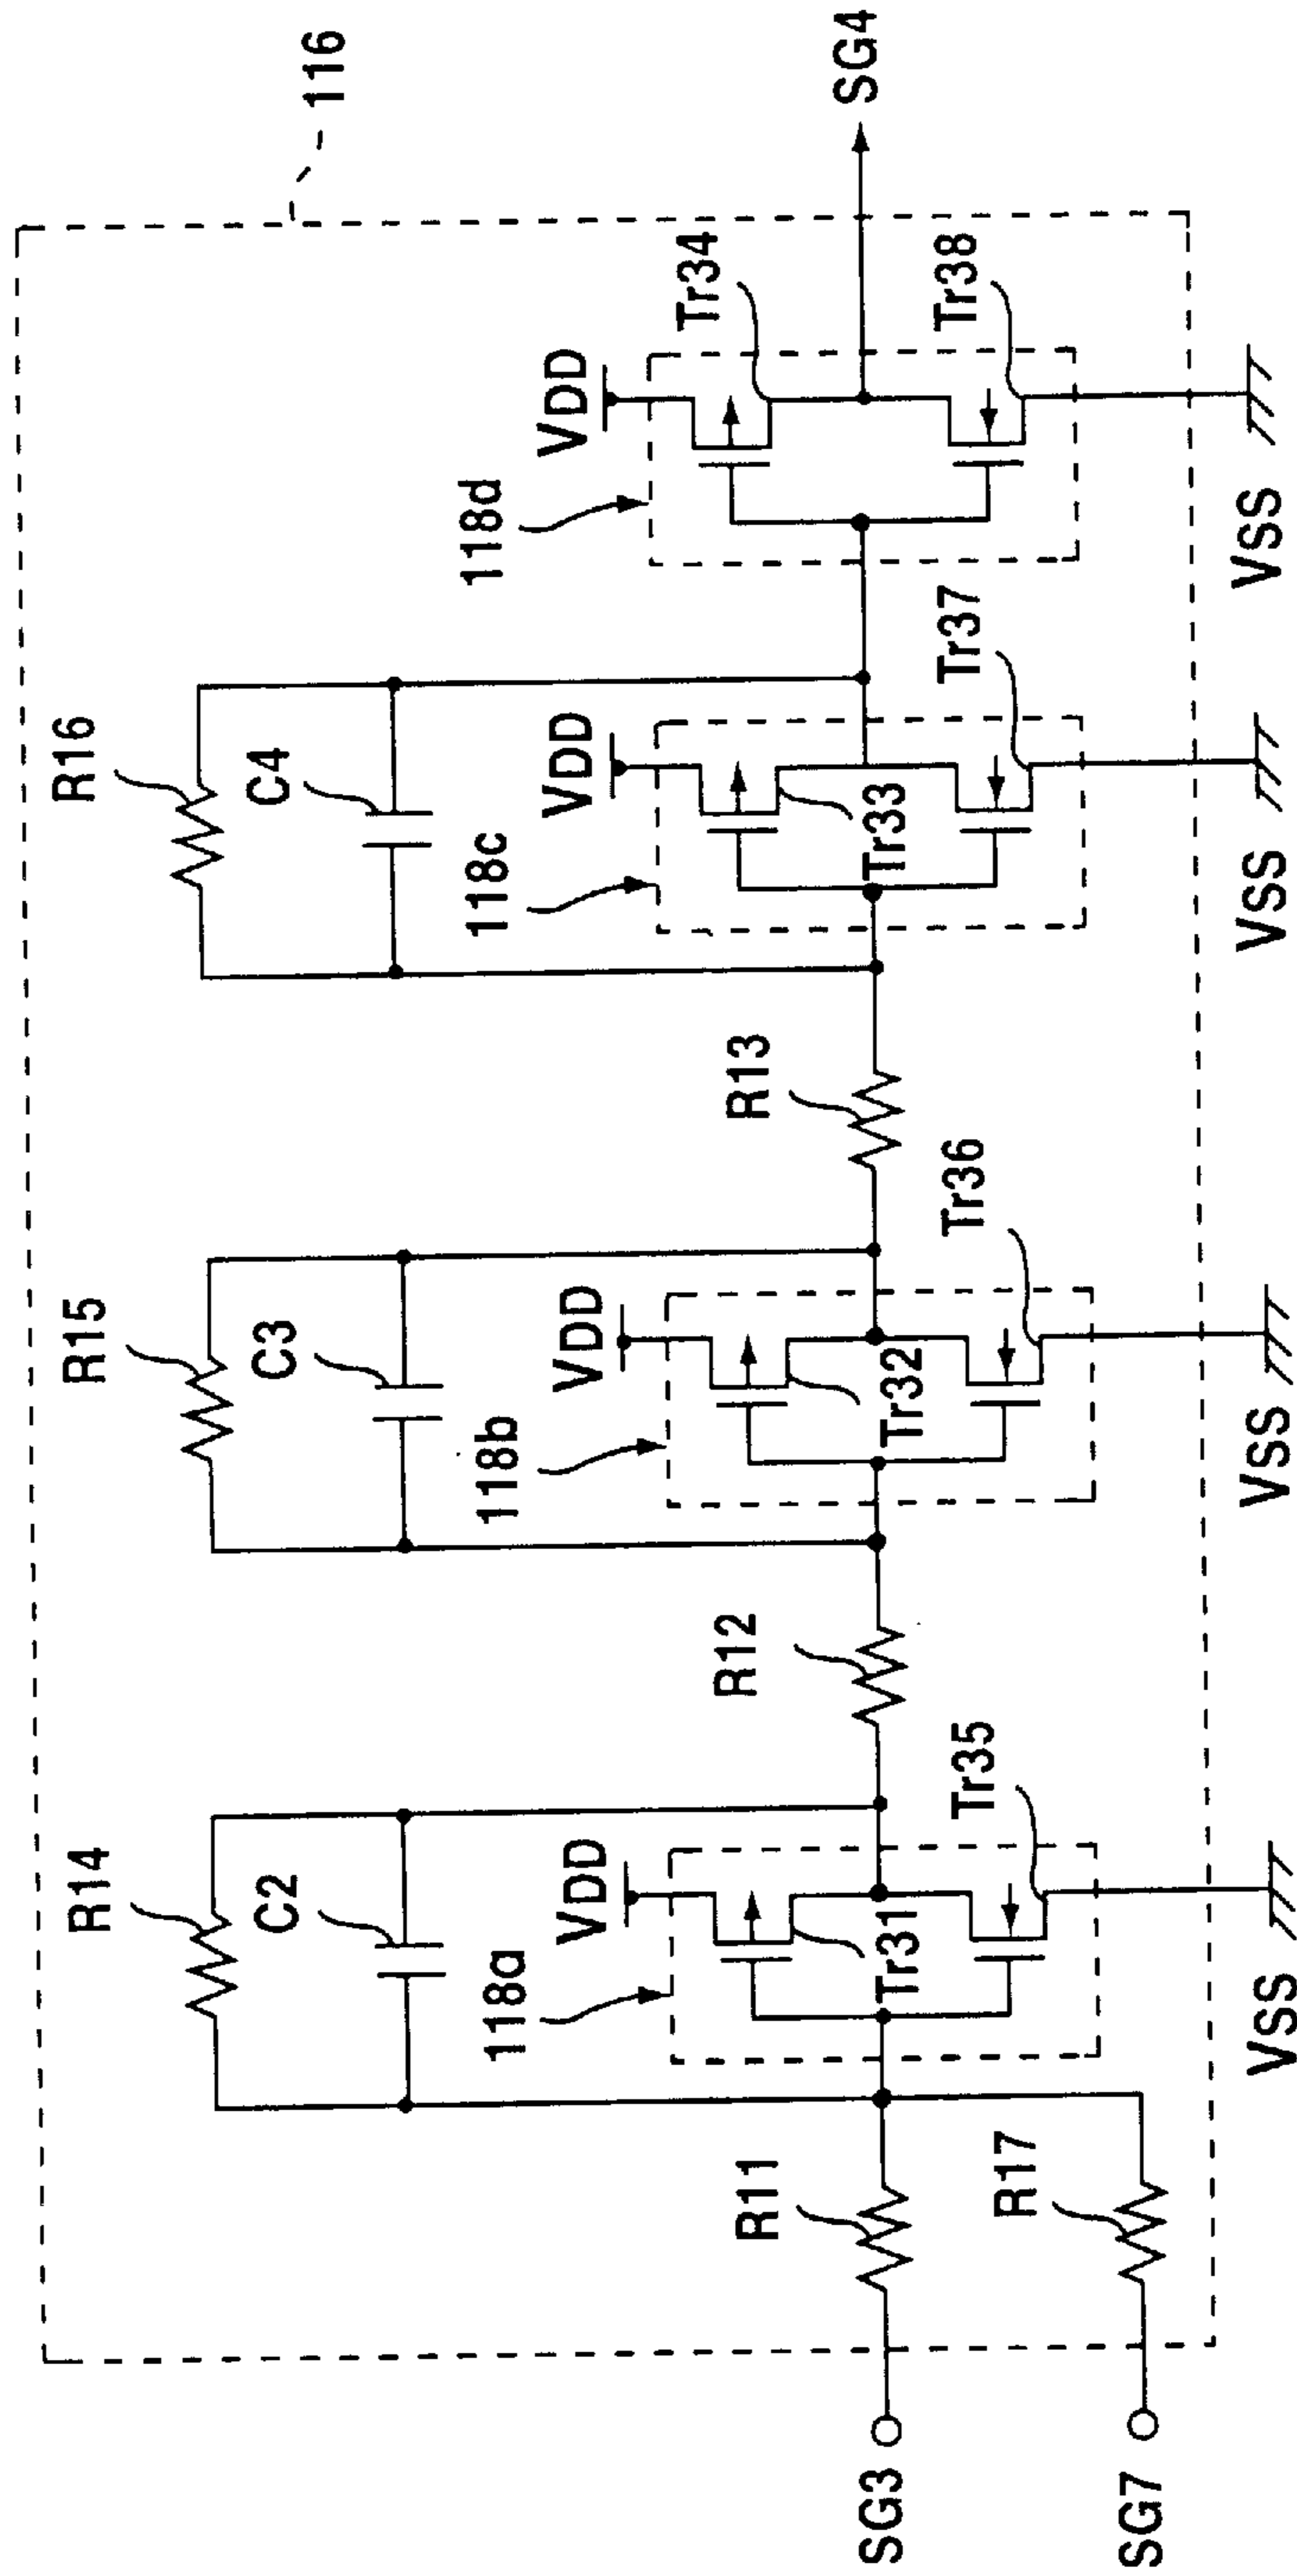 116
R14
R15
R16
C2
C3
C4
VDD
VDD
VDD
VDD
118a
118b
118c
118d
Tr34
R11
R12
R13
SG4
Tr31
Tr32
Tr33
Tr35
Tr36
Tr37
Tr38
R17
SG3
SG7
VSS
VSS
VSS
VSS